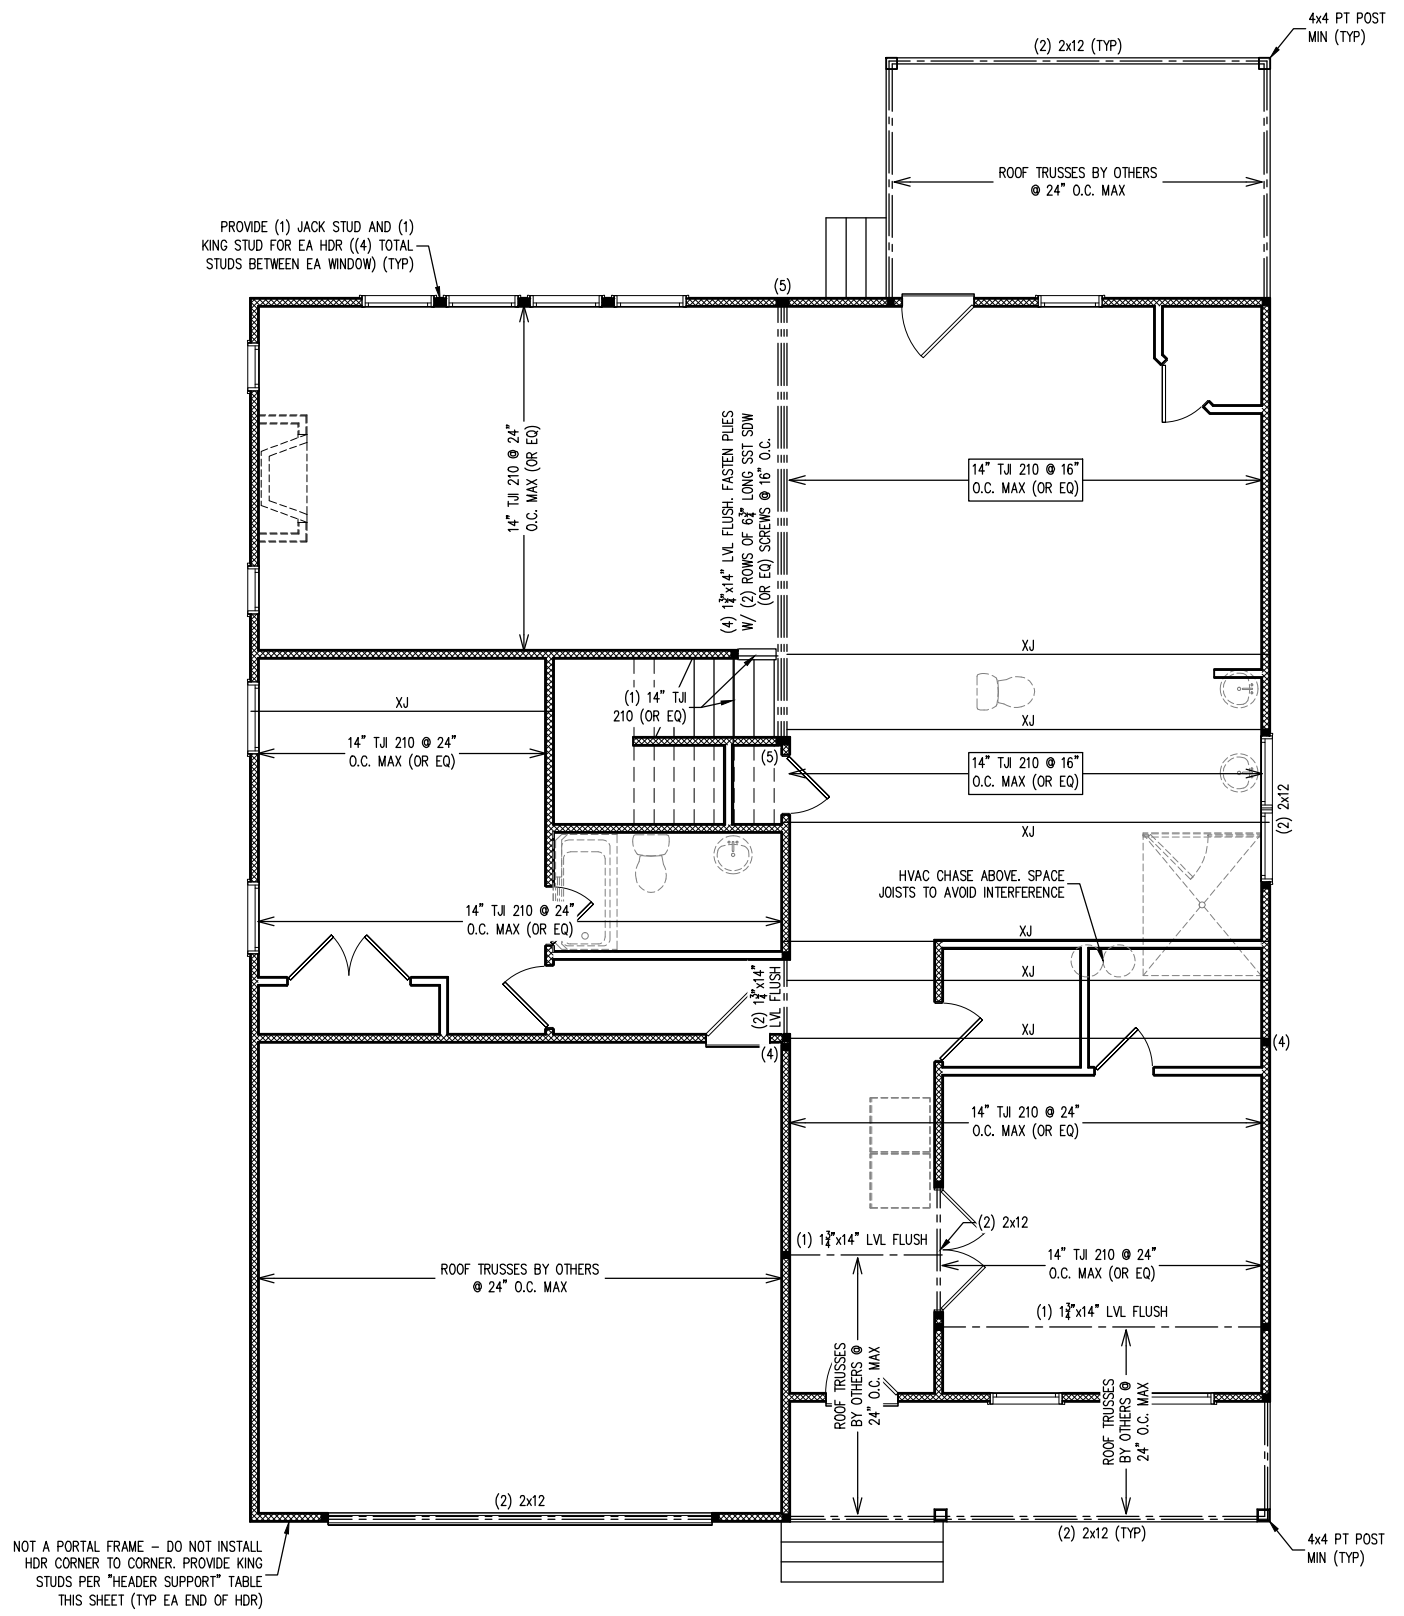 4x4 PT POST
MIN (TYP)
(2) 2x12 (TYP)
ROOF TRUSSES BY OTHERS
@ 24" O.C. MAX
PROVIDE (1) JACK STUD AND (1)
KING STUD FOR EA HDR ((4) TOTAL
STUDS BETWEEN EA WINDOW) (TYP)
(5)
14" TJI 210 @ 24"
O.C. MAX (OR EQ)
(4) 1¾"x14" LVL FLUSH. FASTEN PLIES
W/ (2) ROWS OF 6¾" LONG SST SDW
(OR EQ) SCREWS @ 16" O.C.
14" TJI 210 @ 16"
O.C. MAX (OR EQ)
XJ
(1) 14" TJI
210 (OR EQ)
XJ
XJ
14" TJI 210 @ 24"
O.C. MAX (OR EQ)
(5)
14" TJI 210 @ 16"
O.C. MAX (OR EQ)
(2) 2x12
XJ
HVAC CHASE ABOVE. SPACE
JOISTS TO AVOID INTERFERENCE
14" TJI 210 @ 24"
O.C. MAX (OR EQ)
XJ
XJ
(2) 1¾"x14"
LVL FLUSH
XJ
(4)
(4)
14" TJI 210 @ 24"
O.C. MAX (OR EQ)
(2) 2x12
(1) 1¾"x14" LVL FLUSH
14" TJI 210 @ 24"
O.C. MAX (OR EQ)
ROOF TRUSSES BY OTHERS
@ 24" O.C. MAX
(1) 1¾"x14" LVL FLUSH
ROOF TRUSSES
BY OTHERS @
24" O.C. MAX
ROOF TRUSSES
BY OTHERS @
24" O.C. MAX
(2) 2x12
(2) 2x12 (TYP)
4x4 PT POST
MIN (TYP)
NOT A PORTAL FRAME – DO NOT INSTALL
HDR CORNER TO CORNER. PROVIDE KING
STUDS PER "HEADER SUPPORT" TABLE
THIS SHEET (TYP EA END OF HDR)